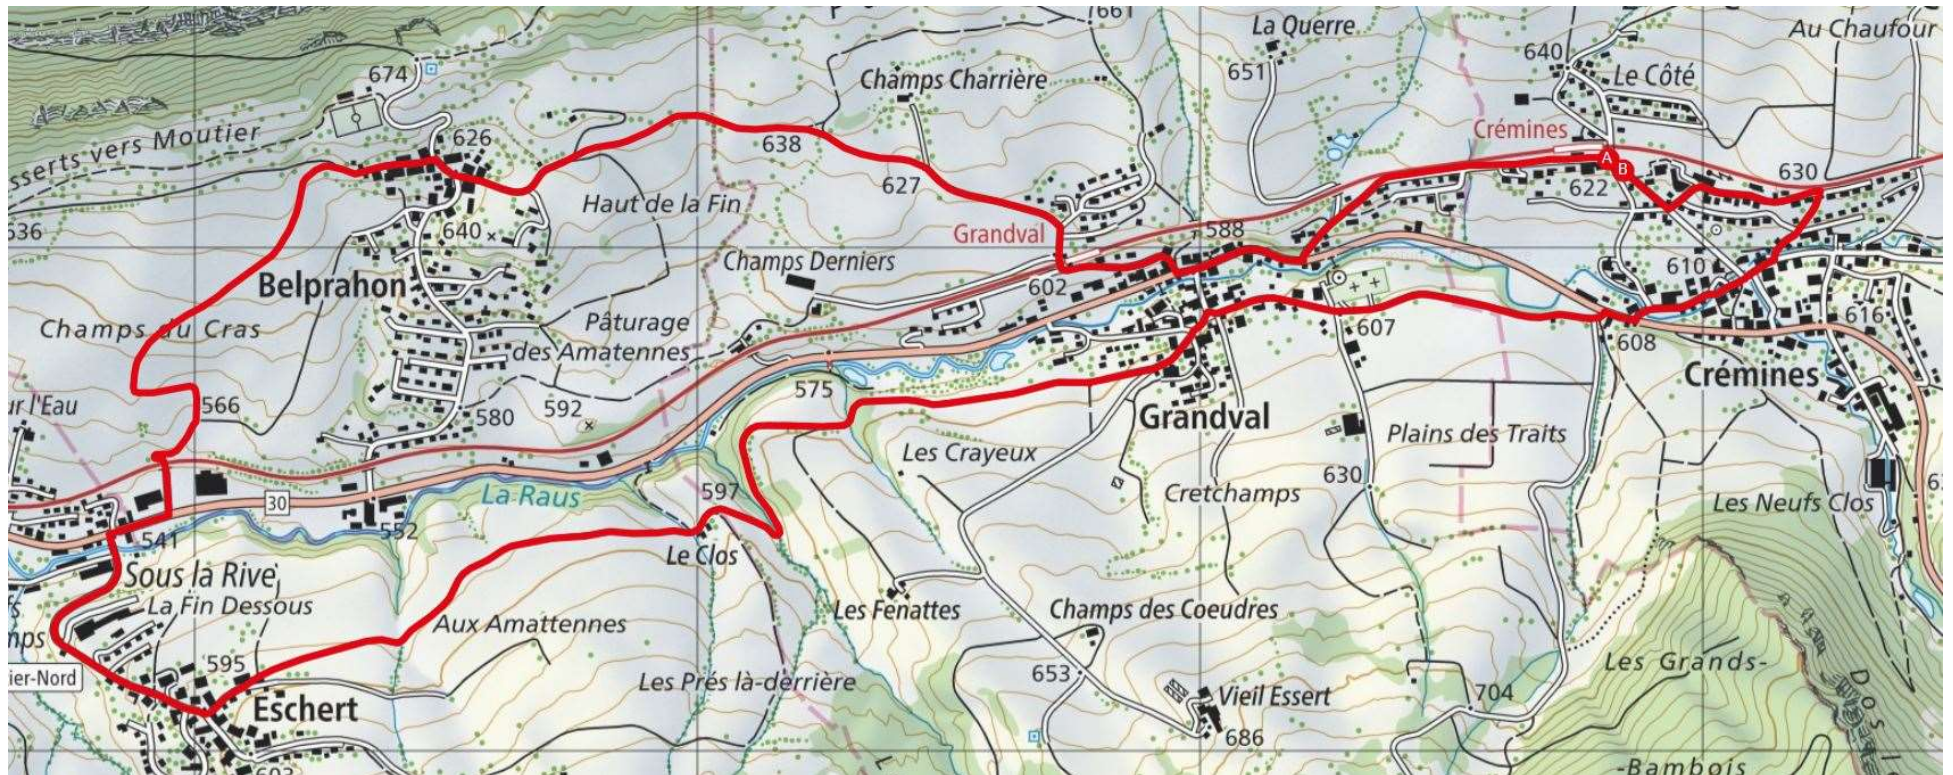 661
La Querre
Au Chaufour
640
674
651
Champs Charrière
Le Côté
Crémines
sserts vers Moutier
626
638
A
B
622
630
627
Haut de la Fin
636
640
Grandval
588
Champs Derniers
610
Belprahon
602
Champs du Cras
Pâturage
des Amatennes
607
616
608
575
Crémines
ur l'Eau
566
580
592
Grandval
Plains des Traits
Les Crayeux
630
La Raus
597
Cretchamps
Les Neufs Clos
30
552
541
Le Clos
Sous la Rive
La Fin Dessous
Les Fenattes
Champs des Coeudres
Aux Amattennes
mps
595
ier-Nord
653
Les Grands-
Les Prés là-derrière
Vieil Essert
704
Eschert
686
-Bambois
603